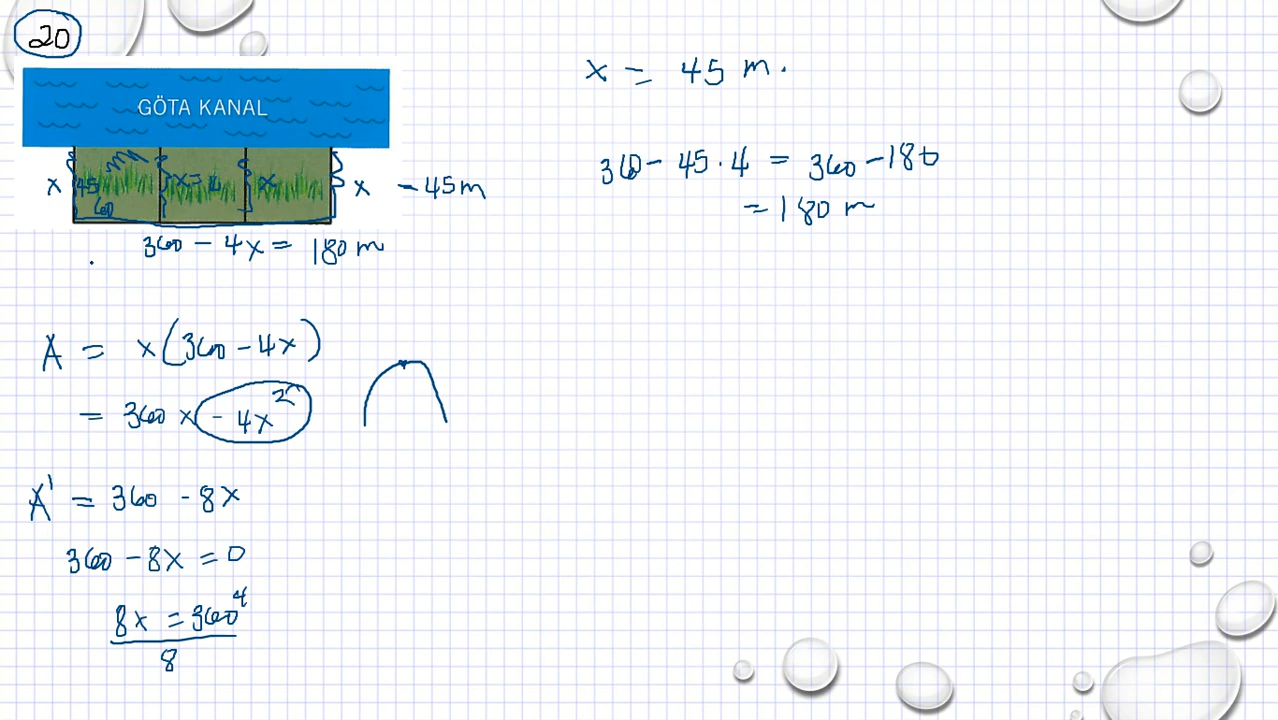 20
GÖTA KANAL
x 45 x x - 45 m
60
360 - 4x = 180 m
A = x(360 - 4x)
= 360x - 4x²
A' = 360 - 8x
360 - 8x = 0
8x = 360
8
x = 45 m.
360 - 45 · 4 = 360 - 180
= 180 m